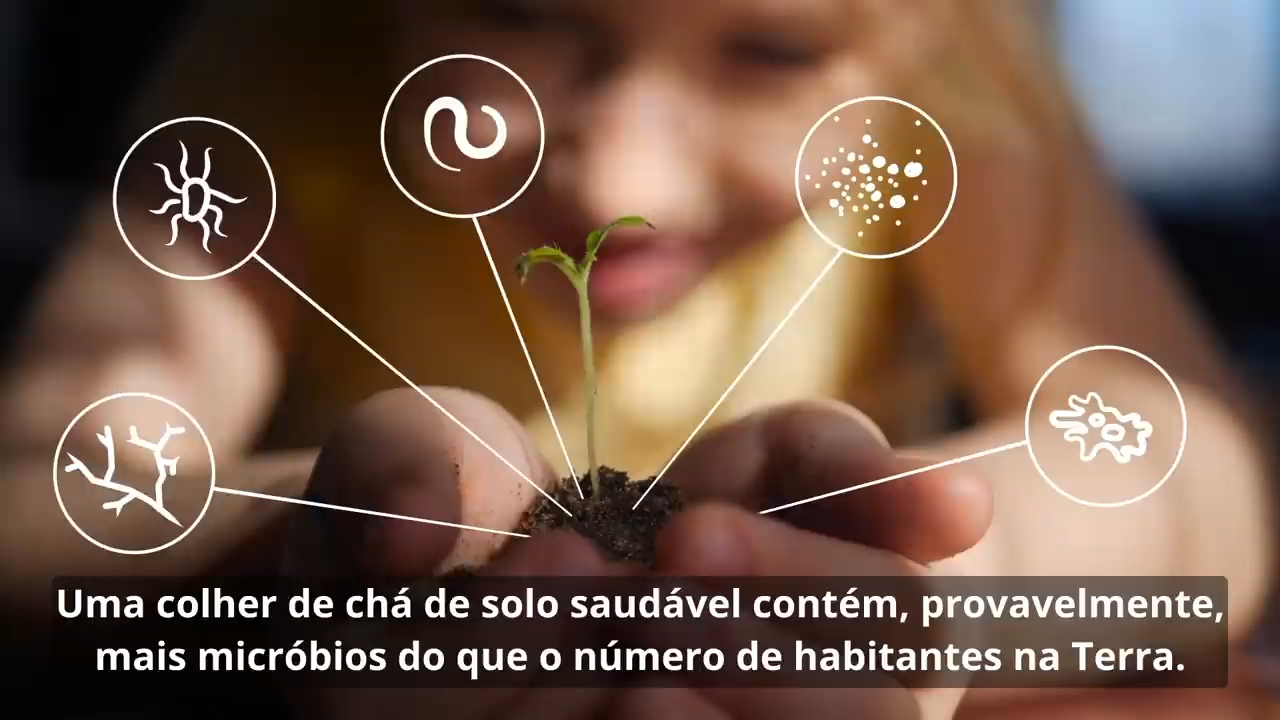 Uma colher de chá de solo saudável contém, provavelmente,
mais micróbios do que o número de habitantes na Terra.